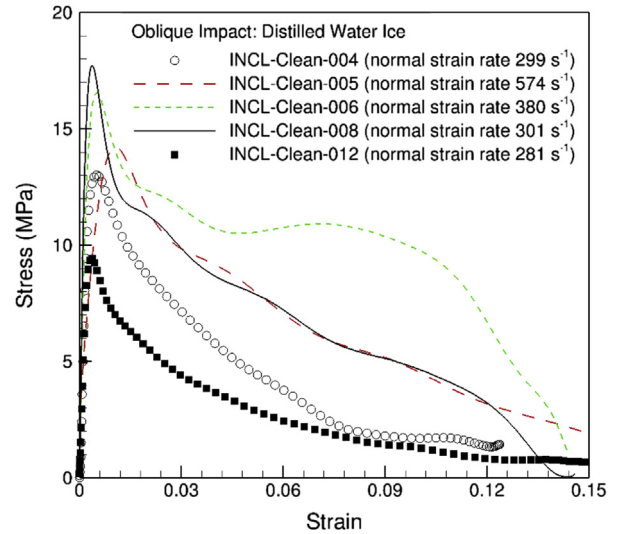 Oblique Impact: Distilled Water Ice
INCL-Clean-004 (normal strain rate 299 s⁻¹)
INCL-Clean-005 (normal strain rate 574 s⁻¹)
INCL-Clean-006 (normal strain rate 380 s⁻¹)
INCL-Clean-008 (normal strain rate 301 s⁻¹)
INCL-Clean-012 (normal strain rate 281 s⁻¹)
Stress (MPa)
20
15
10
5
0
0
0.03
0.06
0.09
0.12
0.15
Strain